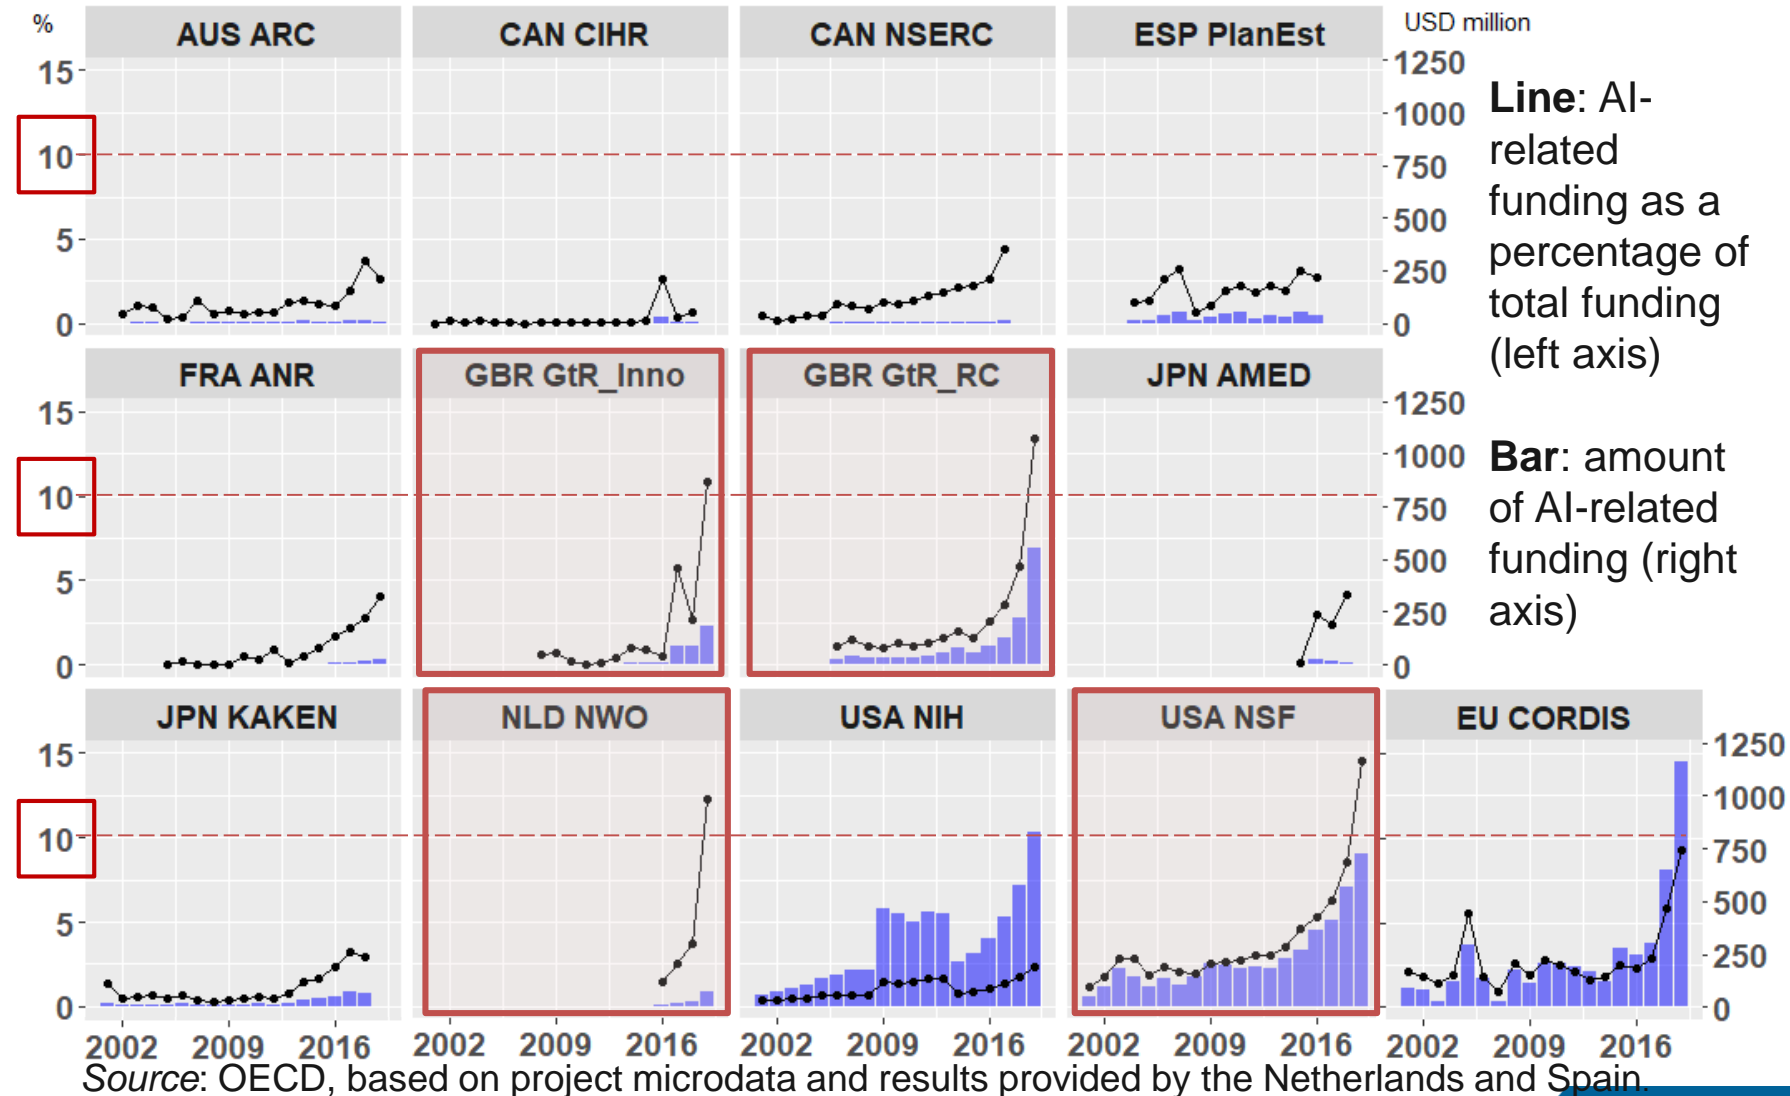 % USD million
AUS ARC CAN CIHR CAN NSERC ESP PlanEst
15
10
5
0
1250
1000
750
500
250
0
Line: AI-
related
funding as a
percentage of
total funding
(left axis)
FRA ANR GBR GtR_Inno GBR GtR_RC JPN AMED
15
10
5
0
1250
1000
750
500
250
0
Bar: amount
of AI-related
funding (right
axis)
JPN KAKEN NLD NWO USA NIH USA NSF EU CORDIS
15
10
5
0
1250
1000
750
500
250
0
2002 2009 2016 2002 2009 2016 2002 2009 2016 2002 2009 2016 2002 2009 2016
Source: OECD, based on project microdata and results provided by the Netherlands and Spain.